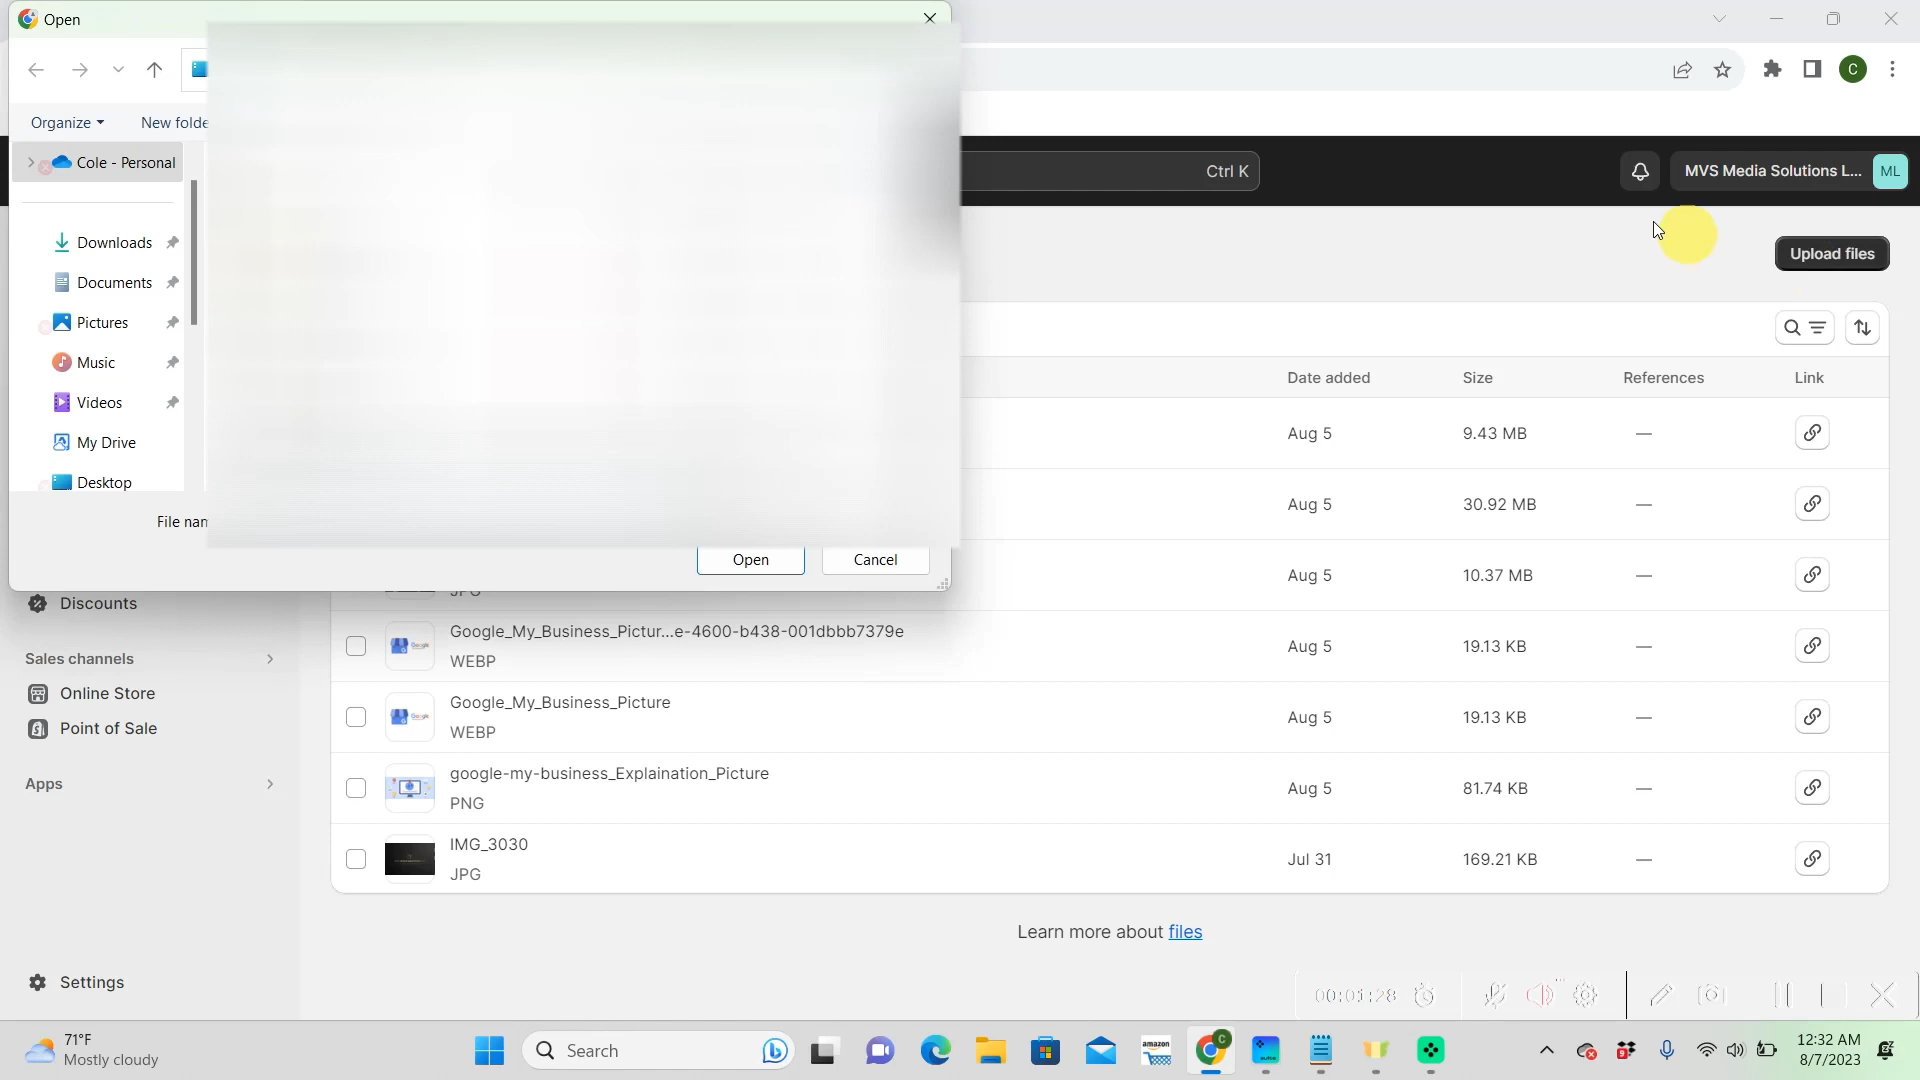 Open
Organize
New folde
Cole - Personal
Downloads
Documents
Pictures
Music
Videos
My Drive
Desktop
File nan
Open
Cancel
C
Ctrl K
MVS Media Solutions L...
ML
Upload files
Date added
Size
References
Link
Aug 5
9.43 MB
—
Aug 5
30.92 MB
—
Aug 5
10.37 MB
—
Google_My_Business_Pictur...e-4600-b438-001dbbb7379e
WEBP
Aug 5
19.13 KB
—
Google_My_Business_Picture
WEBP
Aug 5
19.13 KB
—
google-my-business_Explaination_Picture
PNG
Aug 5
81.74 KB
—
IMG_3030
JPG
Jul 31
169.21 KB
—
Discounts
Sales channels
Online Store
Point of Sale
Apps
Settings
Learn more about files
00:01:28
71°F
Mostly cloudy
Search
amazon
C
9
12:32 AM
8/7/2023